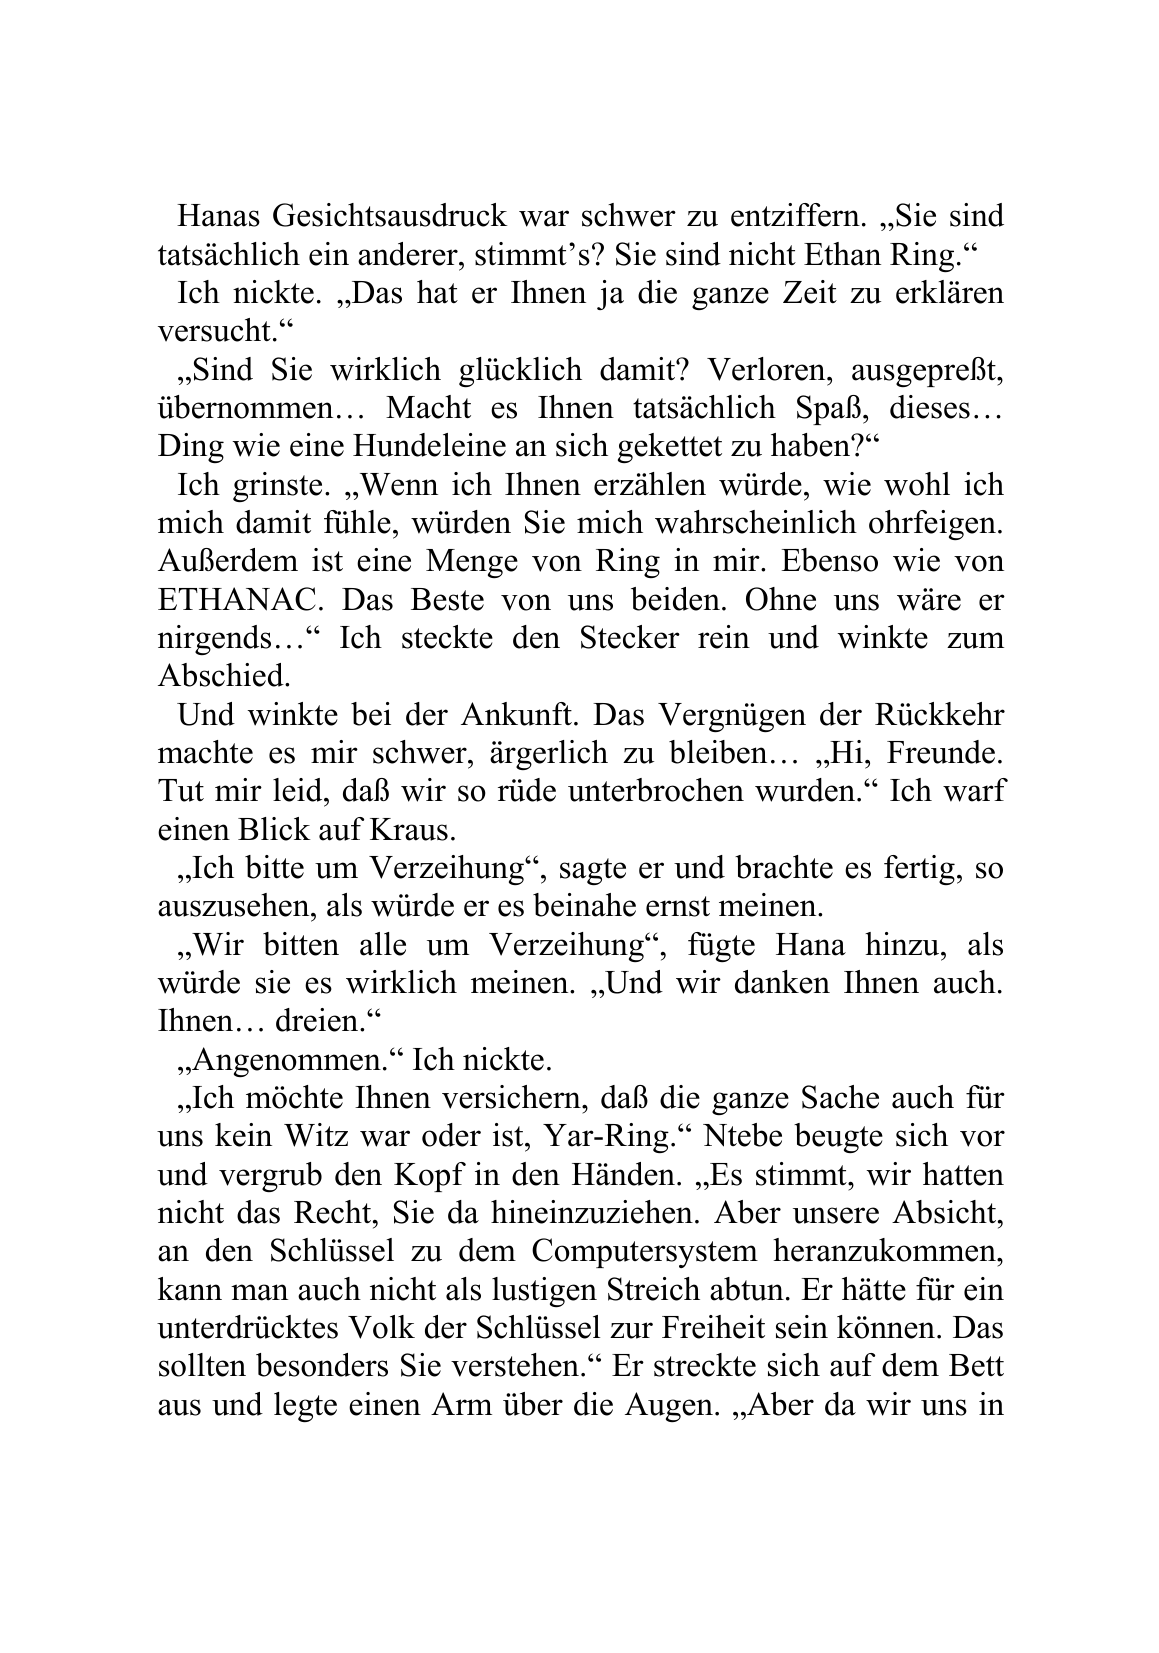 Hanas Gesichtsausdruck war schwer zu entziffern. „Sie sind
tatsächlich ein anderer, stimmt’s? Sie sind nicht Ethan Ring.“
Ich nickte. „Das hat er Ihnen ja die ganze Zeit zu erklären
versucht.“
„Sind Sie wirklich glücklich damit? Verloren, ausgepreßt,
übernommen… Macht es Ihnen tatsächlich Spaß, dieses…
Ding wie eine Hundeleine an sich gekettet zu haben?“
Ich grinste. „Wenn ich Ihnen erzählen würde, wie wohl ich
mich damit fühle, würden Sie mich wahrscheinlich ohrfeigen.
Außerdem ist eine Menge von Ring in mir. Ebenso wie von
ETHANAC. Das Beste von uns beiden. Ohne uns wäre er
nirgends…“ Ich steckte den Stecker rein und winkte zum
Abschied.
Und winkte bei der Ankunft. Das Vergnügen der Rückkehr
machte es mir schwer, ärgerlich zu bleiben… „Hi, Freunde.
Tut mir leid, daß wir so rüde unterbrochen wurden.“ Ich warf
einen Blick auf Kraus.
„Ich bitte um Verzeihung“, sagte er und brachte es fertig, so
auszusehen, als würde er es beinahe ernst meinen.
„Wir bitten alle um Verzeihung“, fügte Hana hinzu, als
würde sie es wirklich meinen. „Und wir danken Ihnen auch.
Ihnen… dreien.“
„Angenommen.“ Ich nickte.
„Ich möchte Ihnen versichern, daß die ganze Sache auch für
uns kein Witz war oder ist, Yar-Ring.“ Ntebe beugte sich vor
und vergrub den Kopf in den Händen. „Es stimmt, wir hatten
nicht das Recht, Sie da hineinzuziehen. Aber unsere Absicht,
an den Schlüssel zu dem Computersystem heranzukommen,
kann man auch nicht als lustigen Streich abtun. Er hätte für ein
unterdrücktes Volk der Schlüssel zur Freiheit sein können. Das
sollten besonders Sie verstehen.“ Er streckte sich auf dem Bett
aus und legte einen Arm über die Augen. „Aber da wir uns in